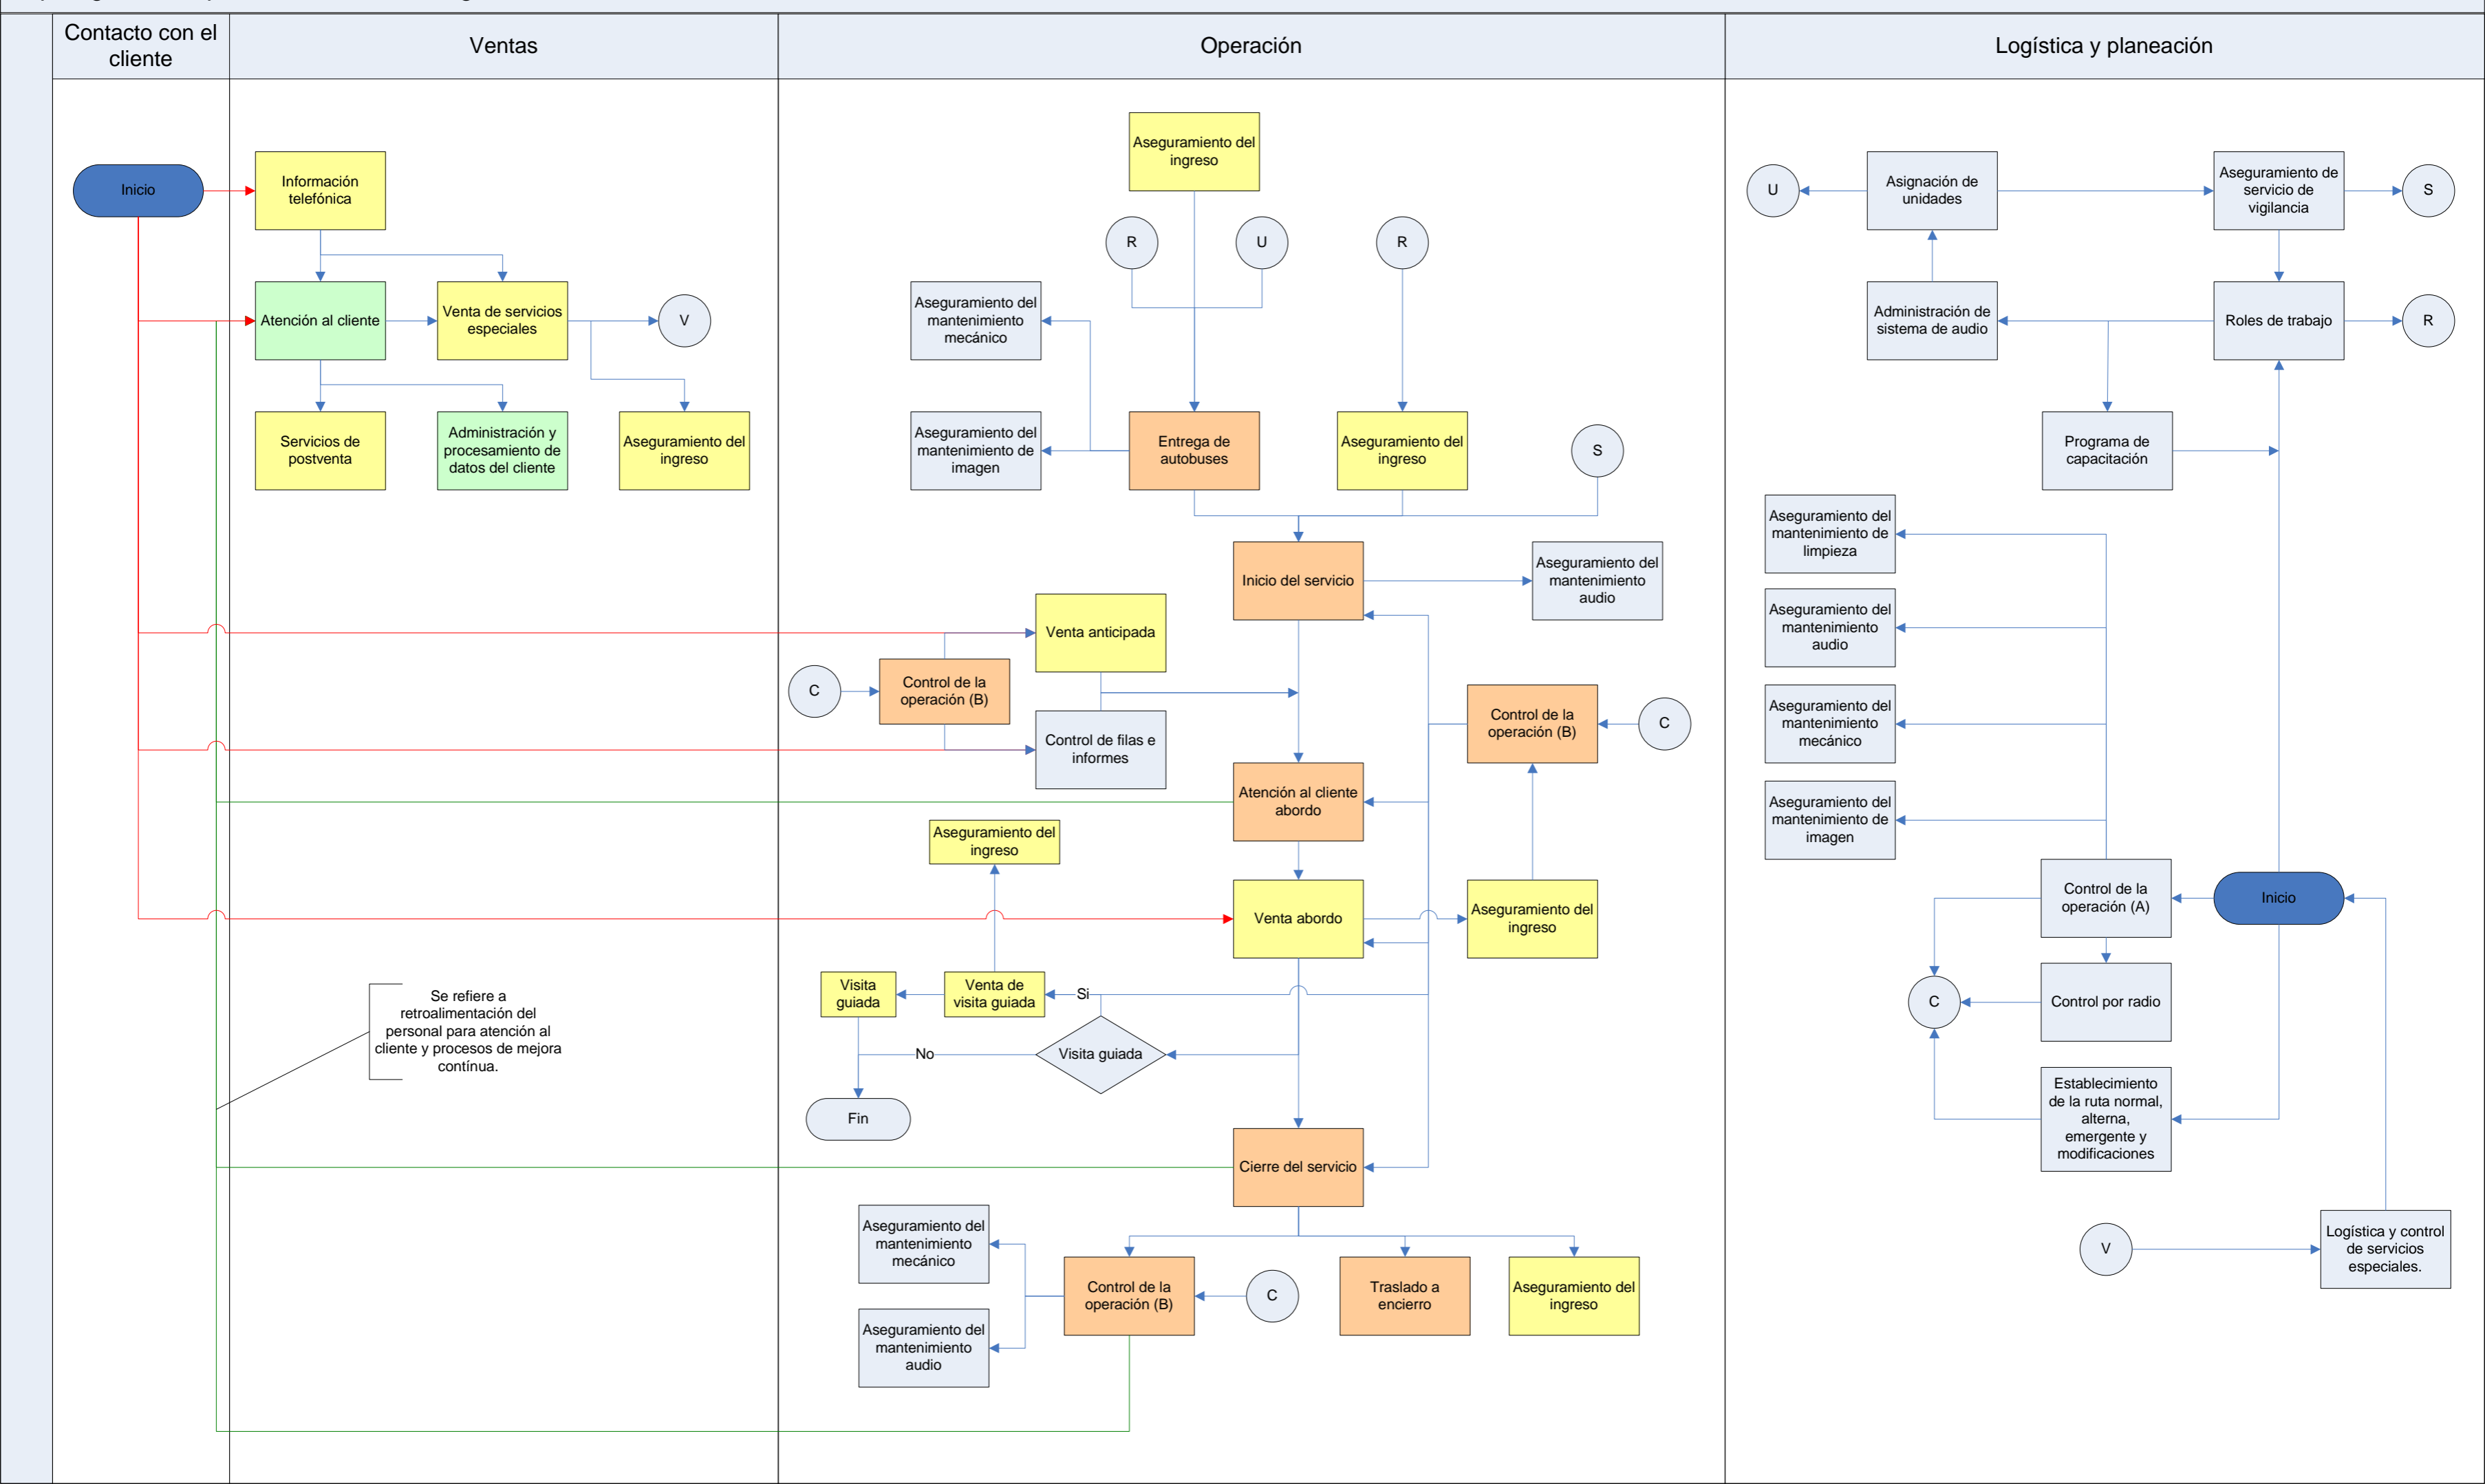 Contacto con el
cliente
Ventas
Operación
Logística y planeación
Inicio
Información
telefónica
Atención al cliente
Venta de servicios
especiales
V
Servicios de
postventa
Administración y
procesamiento de
datos del cliente
Aseguramiento del
ingreso
Se refiere a
retroalimentación del
personal para atención al
cliente y procesos de mejora
contínua.
Aseguramiento del
ingreso
R
U
R
Aseguramiento del
mantenimiento
mecánico
Aseguramiento del
mantenimiento de
imagen
Entrega de
autobuses
Aseguramiento del
ingreso
S
Inicio del servicio
Aseguramiento del
mantenimiento
audio
Venta anticipada
C
Control de la
operación (B)
Control de filas e
informes
Control de la
operación (B)
C
Atención al cliente
abordo
Aseguramiento del
ingreso
Venta abordo
Aseguramiento del
ingreso
Visita
guiada
Venta de
visita guiada
Si
No
Visita guiada
Fin
Cierre del servicio
Aseguramiento del
mantenimiento
mecánico
Control de la
operación (B)
C
Traslado a
encierro
Aseguramiento del
ingreso
Aseguramiento del
mantenimiento
audio
U
Asignación de
unidades
Aseguramiento de
servicio de
vigilancia
S
Administración de
sistema de audio
Roles de trabajo
R
Programa de
capacitación
Aseguramiento del
mantenimiento de
limpieza
Aseguramiento del
mantenimiento
audio
Aseguramiento del
mantenimiento
mecánico
Aseguramiento del
mantenimiento de
imagen
Control de la
operación (A)
Inicio
C
Control por radio
Establecimiento
de la ruta normal,
alterna,
emergente y
modificaciones
V
Logística y control
de servicios
especiales.